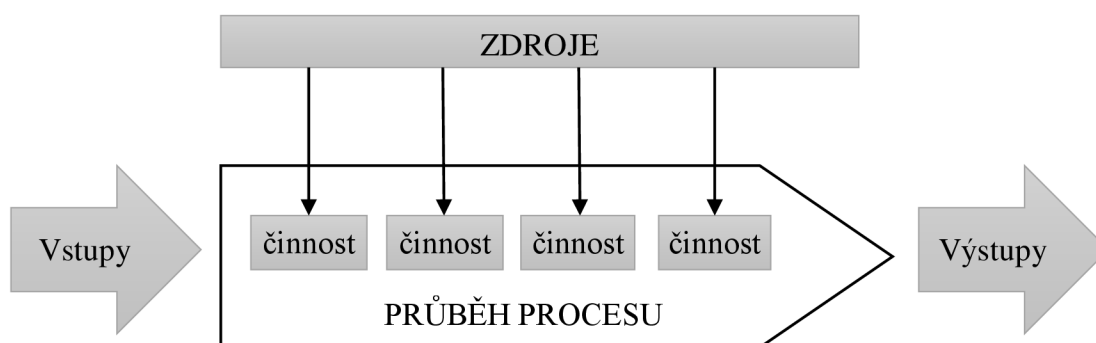 ZDROJE
Vstupy
činnost činnost činnost činnost
Výstupy
PRŮBĚH PROCESU